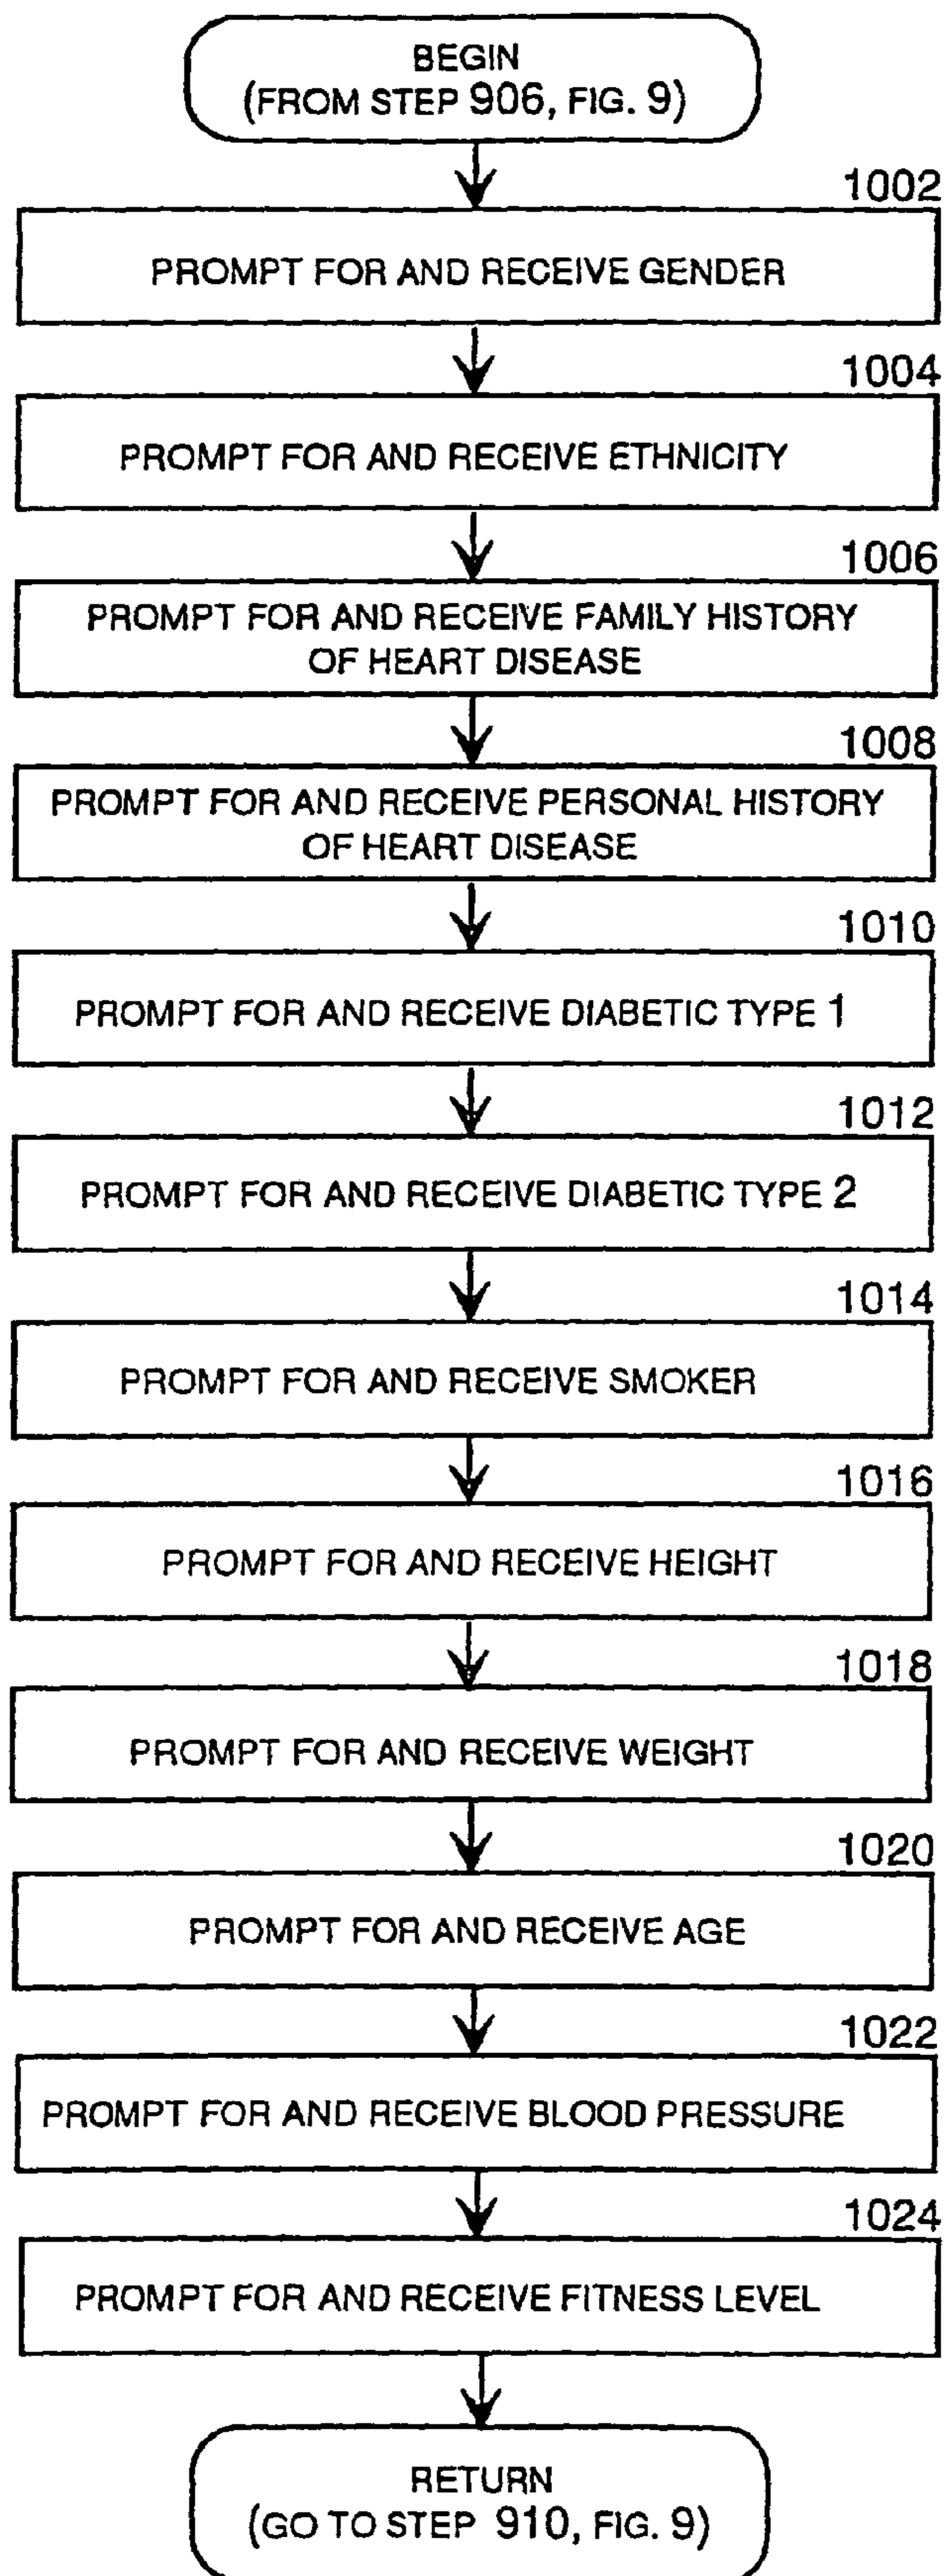 BEGIN
(FROM STEP 906, FIG. 9)
1002
PROMPT FOR AND RECEIVE GENDER
1004
PROMPT FOR AND RECEIVE ETHNICITY
1006
PROMPT FOR AND RECEIVE FAMILY HISTORY
OF HEART DISEASE
1008
PROMPT FOR AND RECEIVE PERSONAL HISTORY
OF HEART DISEASE
1010
PROMPT FOR AND RECEIVE DIABETIC TYPE 1
1012
PROMPT FOR AND RECEIVE DIABETIC TYPE 2
1014
PROMPT FOR AND RECEIVE SMOKER
1016
PROMPT FOR AND RECEIVE HEIGHT
1018
PROMPT FOR AND RECEIVE WEIGHT
1020
PROMPT FOR AND RECEIVE AGE
1022
PROMPT FOR AND RECEIVE BLOOD PRESSURE
1024
PROMPT FOR AND RECEIVE FITNESS LEVEL
RETURN
(GO TO STEP 910, FIG. 9)